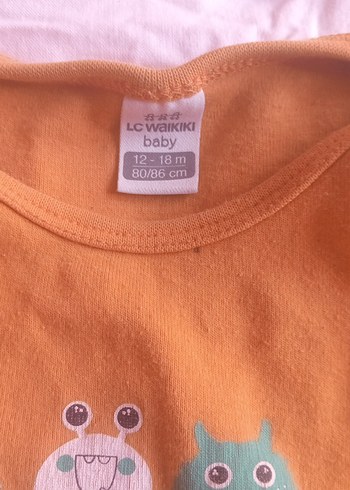 LC WAIKIKI
baby
12 - 18 m
80/86 cm